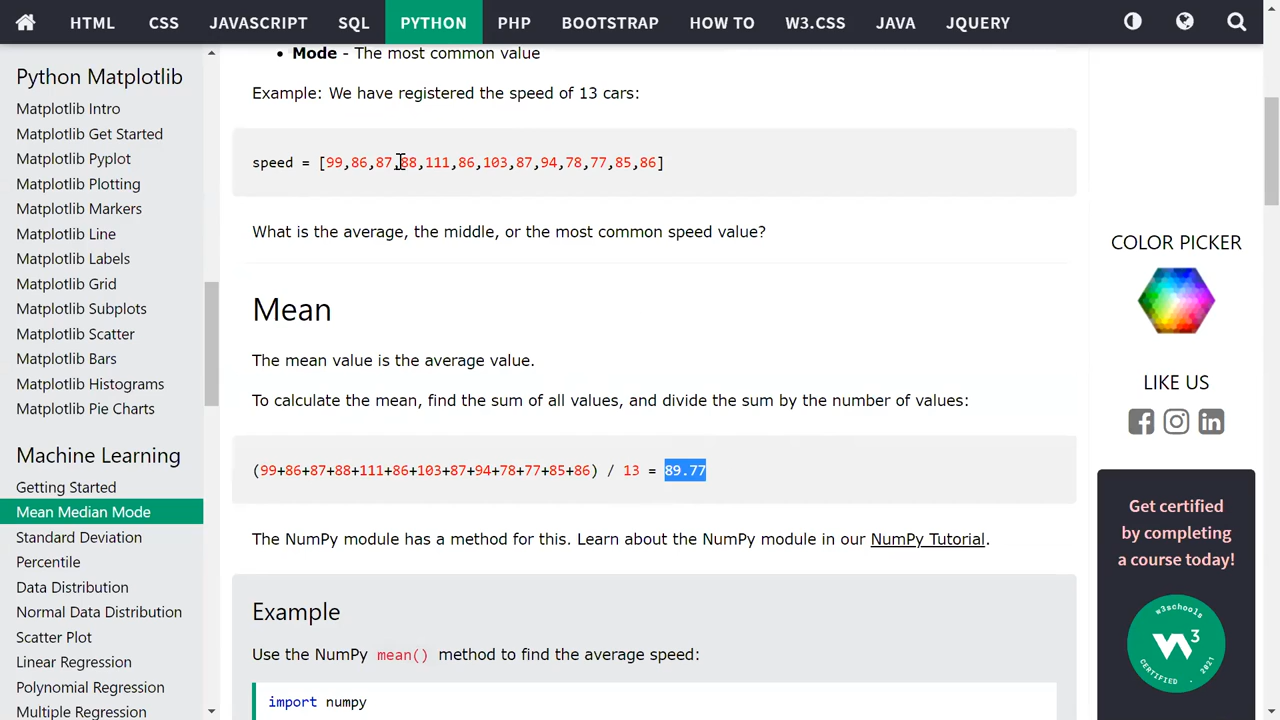 HTML CSS JAVASCRIPT SQL PYTHON PHP BOOTSTRAP HOW TO W3.CSS JAVA JQUERY
Python Matplotlib
Matplotlib Intro
Matplotlib Get Started
Matplotlib Pyplot
Matplotlib Plotting
Matplotlib Markers
Matplotlib Line
Matplotlib Labels
Matplotlib Grid
Matplotlib Subplots
Matplotlib Scatter
Matplotlib Bars
Matplotlib Histograms
Matplotlib Pie Charts
Machine Learning
Getting Started
Mean Median Mode
Standard Deviation
Percentile
Data Distribution
Normal Data Distribution
Scatter Plot
Linear Regression
Polynomial Regression
Multiple Regression
• Mode - The most common value
Example: We have registered the speed of 13 cars:
speed = [99,86,87,88,111,86,103,87,94,78,77,85,86]
What is the average, the middle, or the most common speed value?
Mean
The mean value is the average value.
To calculate the mean, find the sum of all values, and divide the sum by the number of values:
(99+86+87+88+111+86+103+87+94+78+77+85+86) / 13 = 89.77
The NumPy module has a method for this. Learn about the NumPy module in our NumPy Tutorial.
Example
Use the NumPy mean() method to find the average speed:
import numpy
COLOR PICKER
LIKE US
Get certified
by completing
a course today!
w3schools
W3
CERTIFIED . 2021